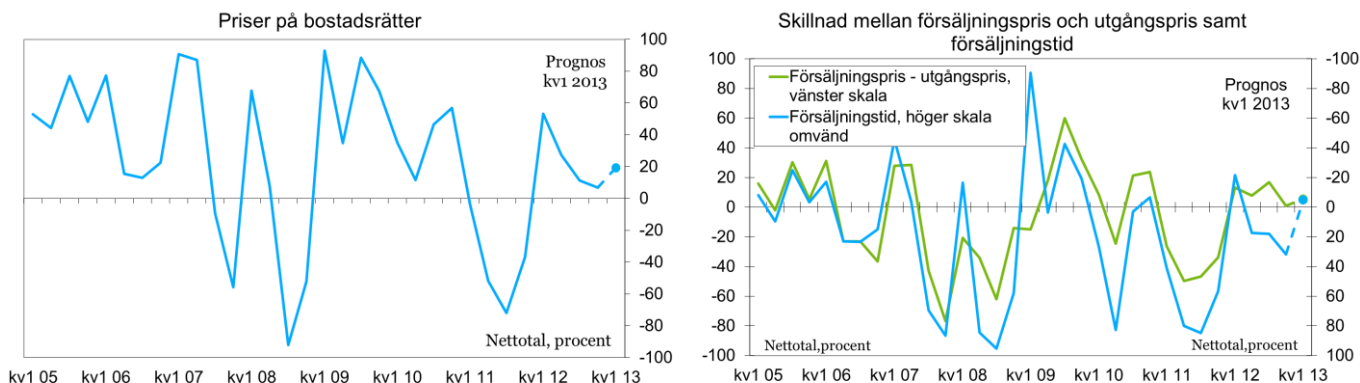 Priser på bostadsrätter
Prognos
kv1 2013
100
80
60
40
20
0
-20
-40
-60
-80
-100
Nettotal, procent
kv1 05 kv1 06 kv1 07 kv1 08 kv1 09 kv1 10 kv1 11 kv1 12 kv1 13
Skillnad mellan försäljningspris och utgångspris samt
försäljningstid
100
80
60
40
20
0
-20
-40
-60
-80
-100
Försäljningspris - utgångspris,
vänster skala
Försäljningstid, höger skala
omvänd
Prognos
kv1 2013
-100
-80
-60
-40
-20
0
20
40
60
80
100
Nettotal,procent
Nettotal,procent
kv1 05 kv1 06 kv1 07 kv1 08 kv1 09 kv1 10 kv1 11 kv1 12 kv1 13